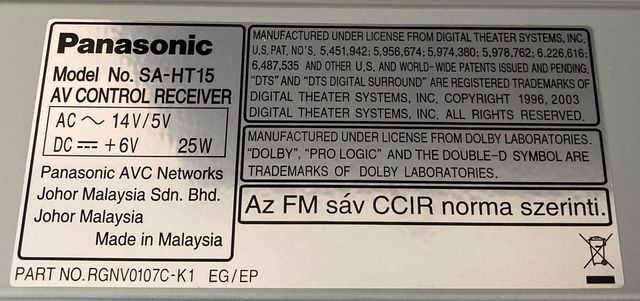 Panasonic
Model No. SA-HT15
AV CONTROL RECEIVER
AC ～ 14V/5V
DC ⎓ +6V 25W
Panasonic AVC Networks
Johor Malaysia Sdn. Bhd.
Johor Malaysia
Made in Malaysia
MANUFACTURED UNDER LICENSE FROM DIGITAL THEATER SYSTEMS, INC.
U.S. PAT. NO'S. 5,451,942; 5,956,674; 5,974,380; 5,978,762; 6,226,616;
6,487,535 AND OTHER U.S. AND WORLD-WIDE PATENTS ISSUED AND PENDING.
"DTS" AND "DTS DIGITAL SURROUND" ARE REGISTERED TRADEMARKS OF
DIGITAL THEATER SYSTEMS, INC. COPYRIGHT 1996, 2003
DIGITAL THEATER SYSTEMS, INC. ALL RIGHTS RESERVED.
MANUFACTURED UNDER LICENSE FROM DOLBY LABORATORIES.
"DOLBY", "PRO LOGIC" AND THE DOUBLE-D SYMBOL ARE
TRADEMARKS OF DOLBY LABORATORIES.
Az FM sáv CCIR norma szerinti.
PART NO.RGNV0107C-K1 EG/EP